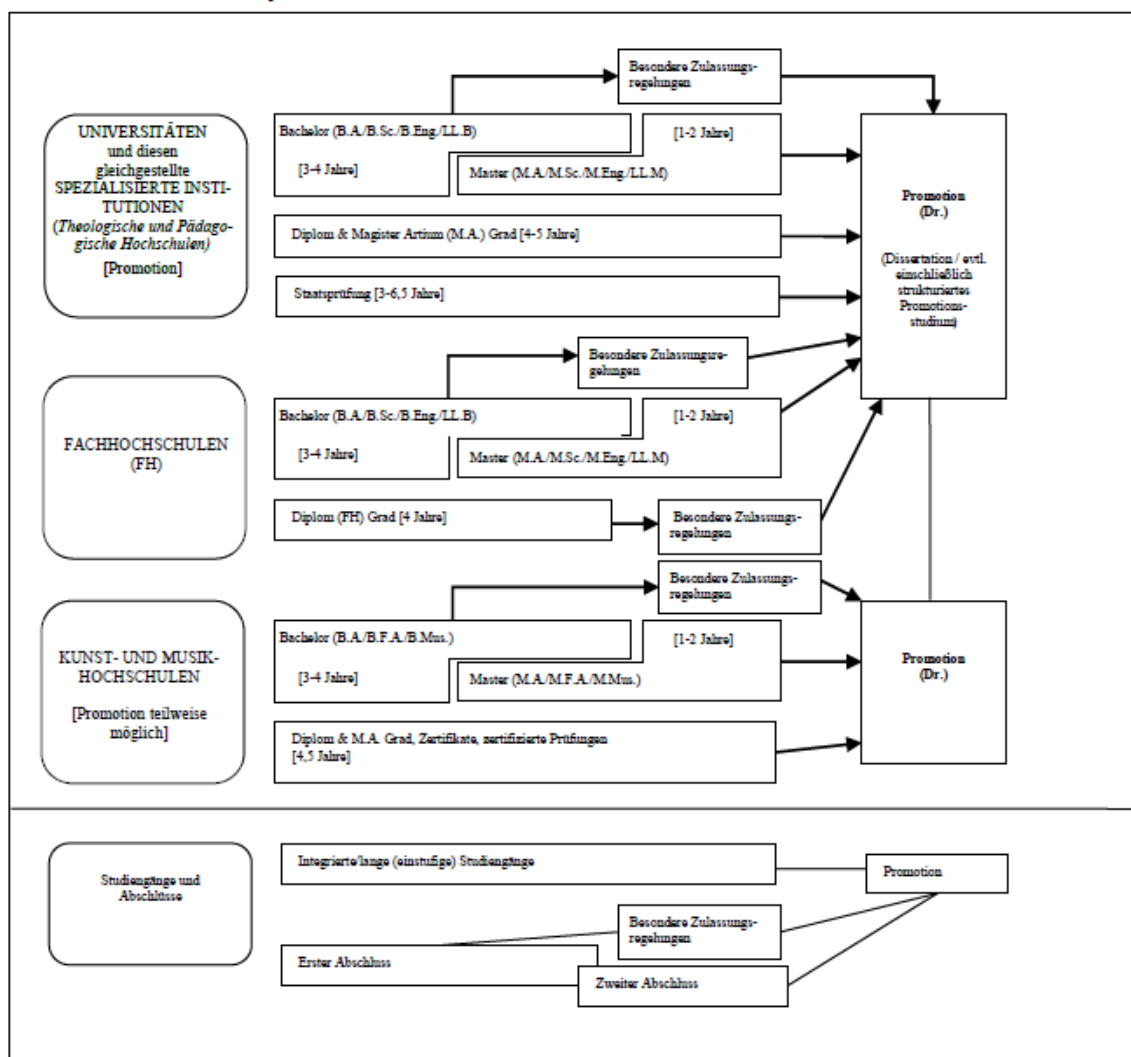 Besondere Zulassungs-
regelungen
UNIVERSITÄTEN
und diesen
gleichgestellte
SPEZIALISIERTE INSTI-
TUTIONEN
(Theologische und Pädago-
gische Hochschulen)
[Promotion]
Bachelor (B.A./B.Sc./B.Eng./LL.B)
[3-4 Jahre]
[1-2 Jahre]
Master (M.A./M.Sc./M.Eng./LL.M)
Diplom & Magister Artium (M.A.) Grad [4-5 Jahre]
Staatsprüfung [3-6,5 Jahre]
Promotion
(Dr.)
(Dissertation / evtl.
einschließlich
strukturiertes
Promotions-
studium)
FACHHOCHSCHULEN
(FH)
Besondere Zulassungsre-
gelungen
Bachelor (B.A./B.Sc./B.Eng./LL.B)
[3-4 Jahre]
[1-2 Jahre]
Master (M.A./M.Sc./M.Eng./LL.M)
Diplom (FH) Grad [4 Jahre]
Besondere Zulassungs-
regelungen
KUNST- UND MUSIK-
HOCHSCHULEN
[Promotion teilweise
möglich]
Besondere Zulassungs-
regelungen
Bachelor (B.A./B.F.A./B.Mus.)
[3-4 Jahre]
[1-2 Jahre]
Master (M.A./M.F.A./M.Mus.)
Diplom & M.A. Grad, Zertifikate, zertifizierte Prüfungen
[4,5 Jahre]
Promotion
(Dr.)
Studiengänge und
Abschlüsse
Integrierte/lange (einstufige) Studiengänge
Promotion
Besondere Zulassungs-
regelungen
Erster Abschluss
Zweiter Abschluss